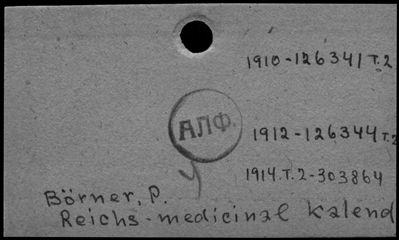 1910-126341 т.2
АЛФ.
1912-126344 т.2
1914.т.2-303864
Börner, P.
Reichs-medicinal kalend